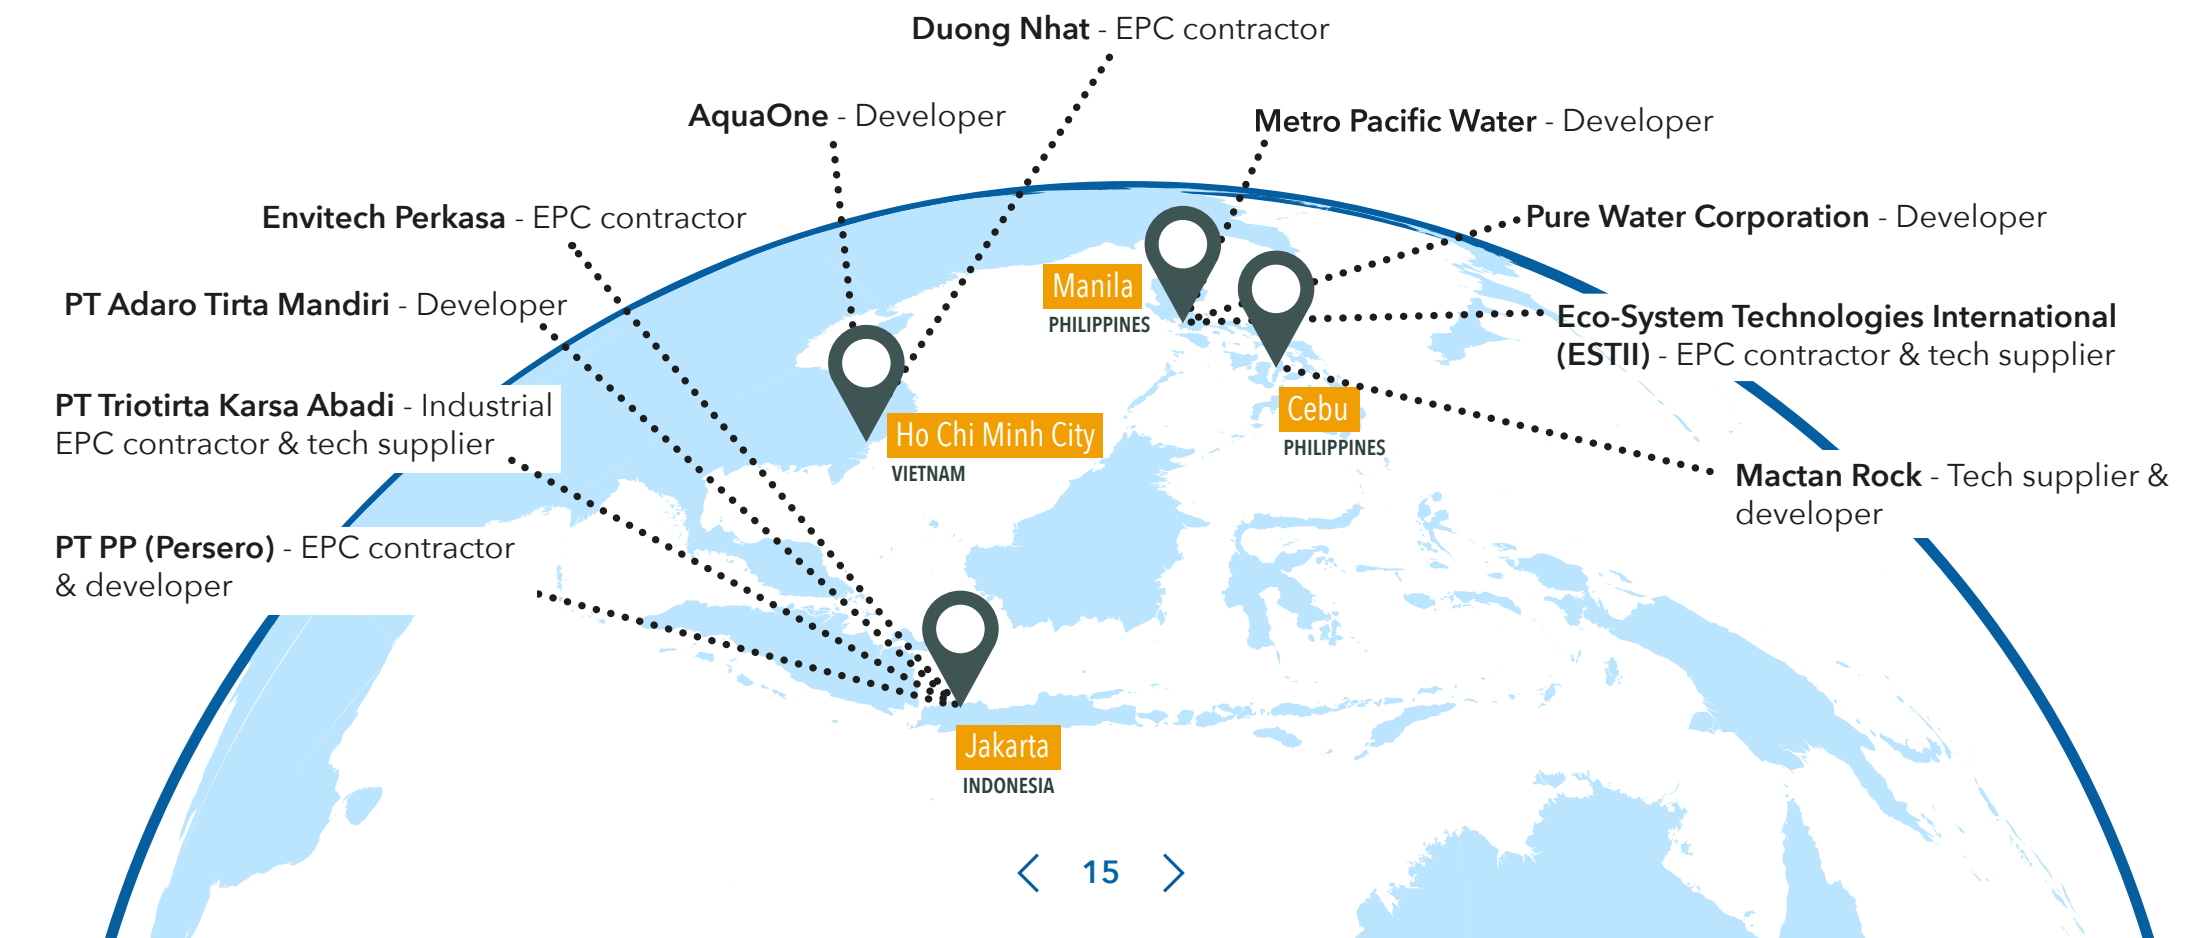 Duong Nhat - EPC contractor
AquaOne - Developer
Metro Pacific Water - Developer
Envitech Perkasa - EPC contractor
Pure Water Corporation - Developer
PT Adaro Tirta Mandiri - Developer
Manila
PHILIPPINES
Eco-System Technologies International
(ESTII) - EPC contractor & tech supplier
PT Triotirta Karsa Abadi - Industrial
EPC contractor & tech supplier
Cebu
PHILIPPINES
Ho Chi Minh City
VIETNAM
Mactan Rock - Tech supplier &
developer
PT PP (Persero) - EPC contractor
& developer
Jakarta
INDONESIA
15